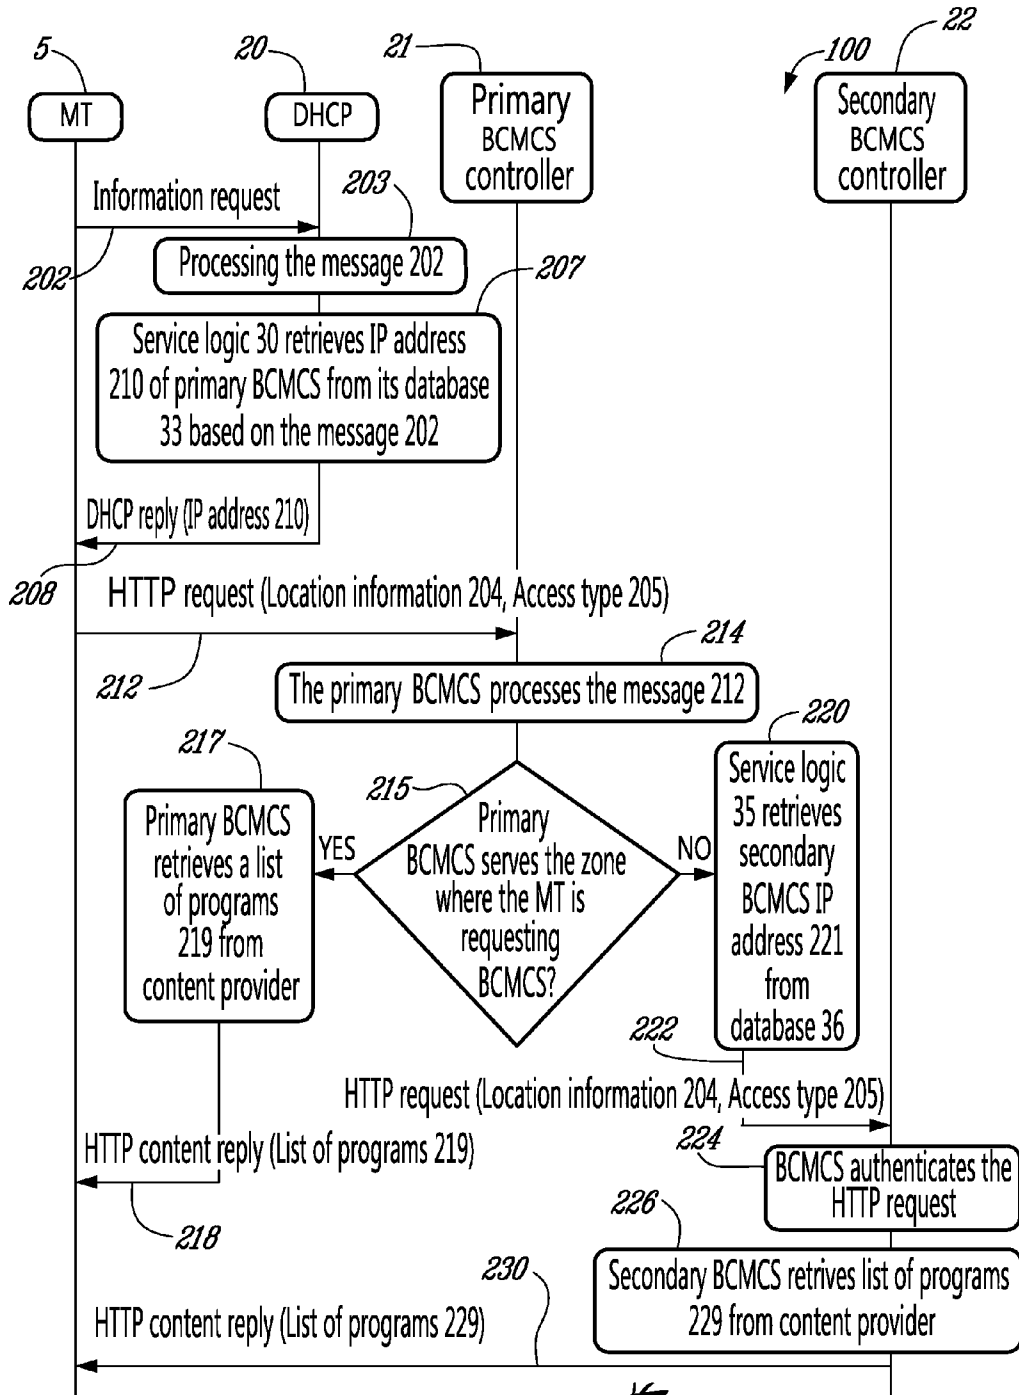 5
20
21
22
100
MT
DHCP
Primary
BCMCS
controller
Secondary
BCMCS
controller
Information request
202
203
Processing the message 202
207
Service logic 30 retrieves IP address
210 of primary BCMCS from its database
33 based on the message 202
DHCP reply (IP address 210)
208
HTTP request (Location information 204, Access type 205)
212
214
The primary BCMCS processes the message 212
217
Primary BCMCS
retrieves a list
of programs
219 from
content provider
YES
215
Primary
BCMCS serves the zone
where the MT is
requesting
BCMCS?
NO
220
Service logic
35 retrieves
secondary
BCMCS IP
address 221
from
database 36
222
HTTP request (Location information 204, Access type 205)
HTTP content reply (List of programs 219)
218
224
BCMCS authenticates the
HTTP request
226
Secondary BCMCS retrives list of programs
229 from content provider
230
HTTP content reply (List of programs 229)